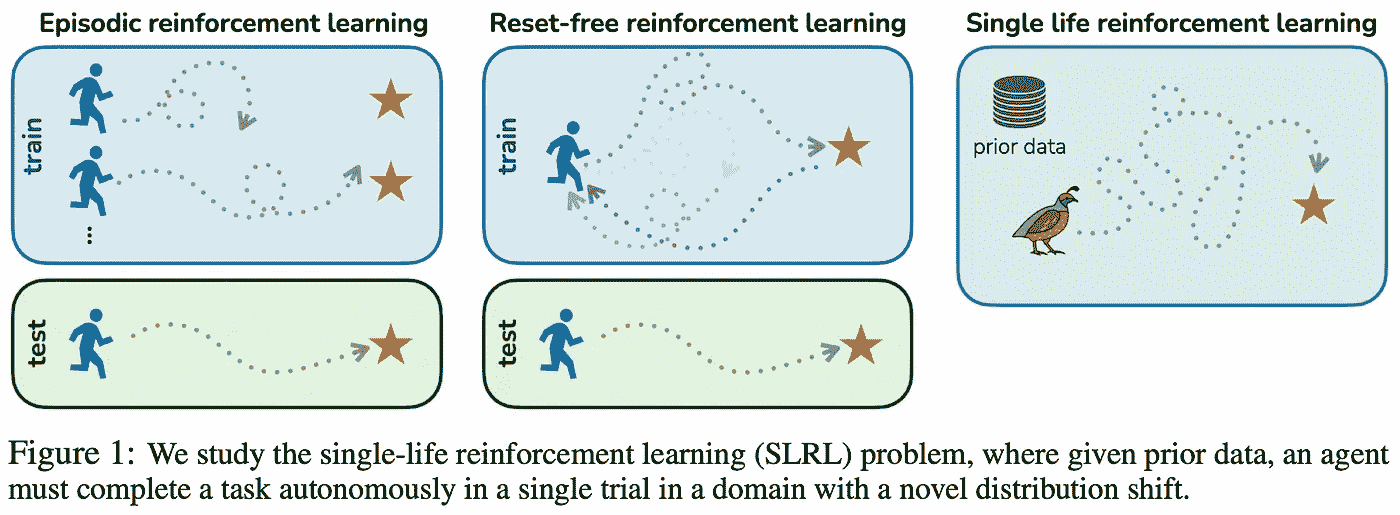 Episodic reinforcement learning
train
...
test
Reset-free reinforcement learning
train
test
Single life reinforcement learning
prior data
Figure 1: We study the single-life reinforcement learning (SLRL) problem, where given prior data, an agent
must complete a task autonomously in a single trial in a domain with a novel distribution shift.